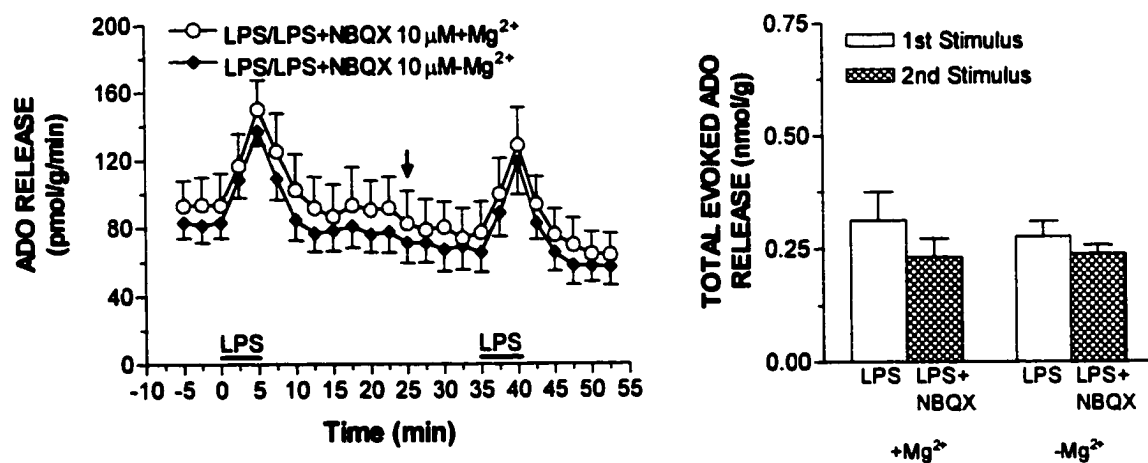 LPS/LPS+NBQX 10 μM+Mg²⁺
LPS/LPS+NBQX 10 μM-Mg²⁺
ADO RELEASE
(pmol/g/min)
200
160
120
80
40
0
LPS
LPS
-10 -5 0 5 10 15 20 25 30 35 40 45 50 55
Time (min)
1st Stimulus
2nd Stimulus
TOTAL EVOKED ADO
RELEASE (nmol/g)
0.75
0.50
0.25
0.00
LPS LPS+ LPS LPS+
NBQX NBQX
+Mg²⁺ -Mg²⁺